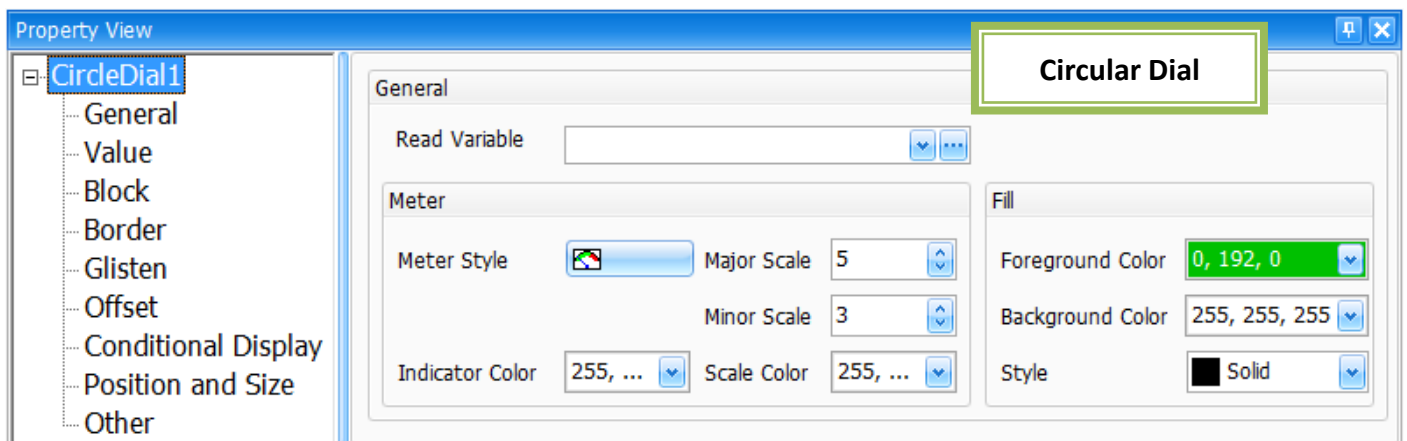 Property View
Circular Dial
CircleDial1
General
Value
Block
Border
Glisten
Offset
Conditional Display
Position and Size
Other
General
Read Variable
Meter
Meter Style
Major Scale 5
Minor Scale 3
Indicator Color 255, ...
Scale Color 255, ...
Fill
Foreground Color 0, 192, 0
Background Color 255, 255, 255
Style Solid